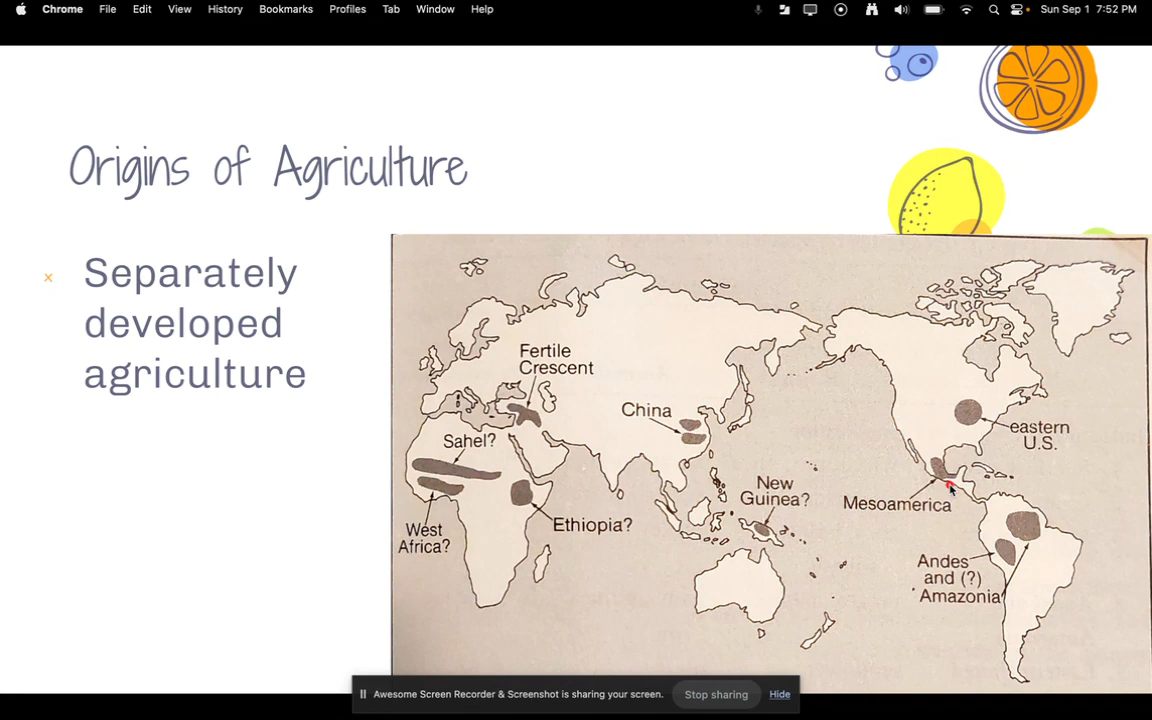 Chrome File Edit View History Bookmarks Profiles Tab Window Help Sun Sep 1 7:52 PM
Origins of Agriculture
× Separately
developed
agriculture
Fertile
Crescent
China
Sahel?
eastern
U.S.
New
Guinea?
Mesoamerica
West
Africa?
Ethiopia?
Andes
and (?)
Amazonia
Awesome Screen Recorder & Screenshot is sharing your screen. Stop sharing Hide